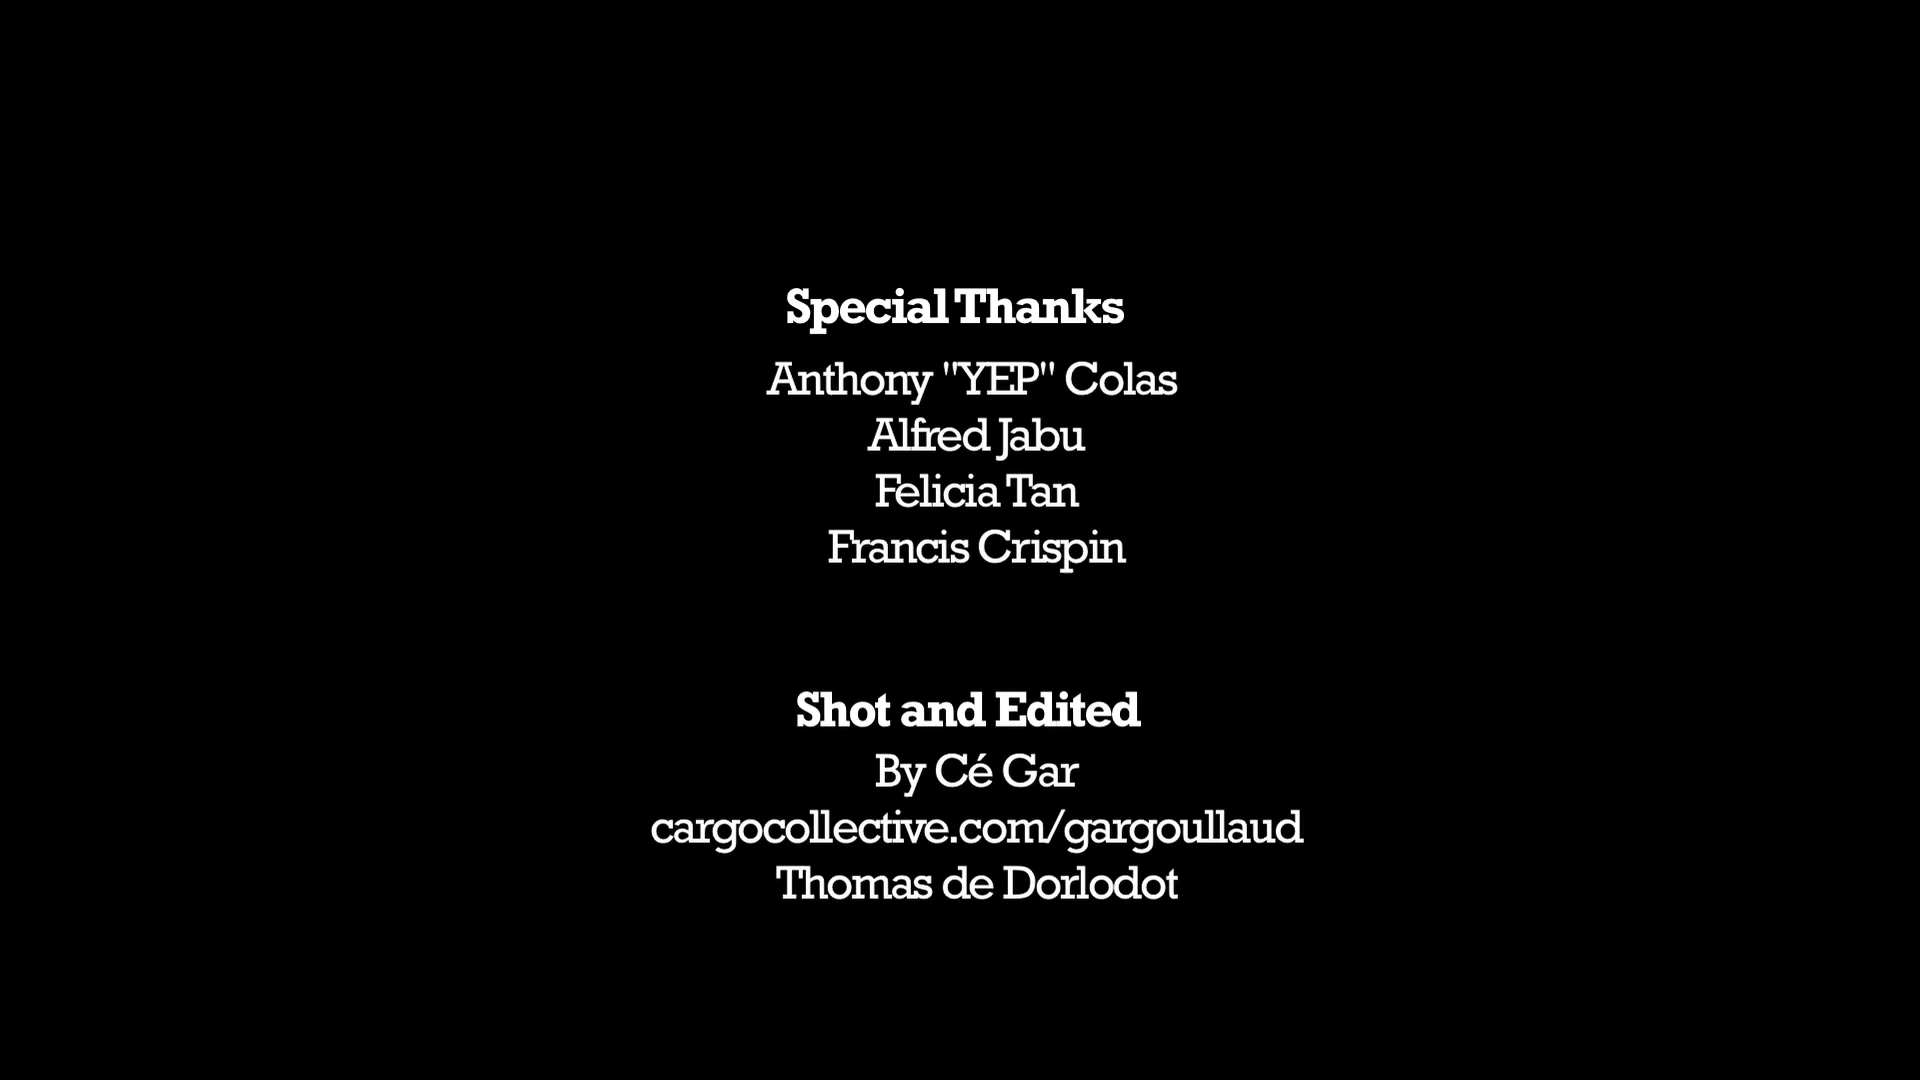 Special Thanks
Anthony "YEP" Colas
Alfred Jabu
Felicia Tan
Francis Crispin
Shot and Edited
By Cé Gar
cargocollective.com/gargoullaud
Thomas de Dorlodot